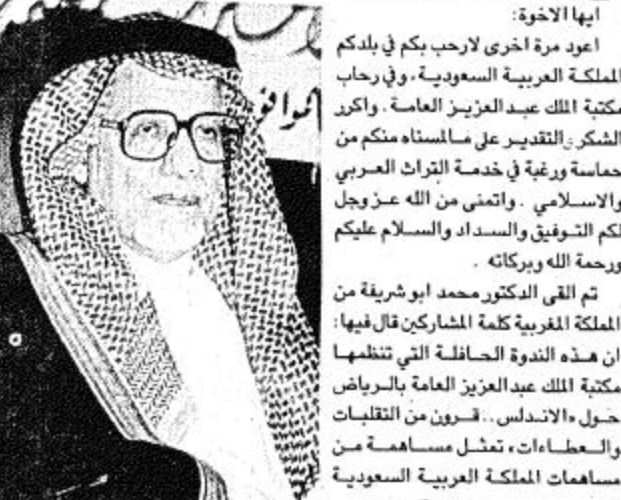 الموافق
ايها الاخوة:
اعود مرة اخرى لارحب بكم في بلدكم
المملكة العربية السعودية، وفي رحاب
مكتبة الملك عبدالعزيز العامة. واكرر
الشكر والتقدير على مالمسناه منكم من
حماسة ورغبة في خدمة التراث العربي
والاسلامي . واتمنى من الله عز وجل
لكم التوفيق والسداد والسلام عليكم
ورحمة الله وبركاته .
تم القى الدكتور محمد ابو شريفة من
المملكة المغربية كلمة المشاركين قال فيها:
ان هذه الندوة الحافلة التي تنظمها
مكتبة الملك عبدالعزيز العامة بالرياض
حول «الاندلس.. قرون من التقلبات
والعطاءات» تمثل مساهمة من
مساهمات المملكة العربية السعودية